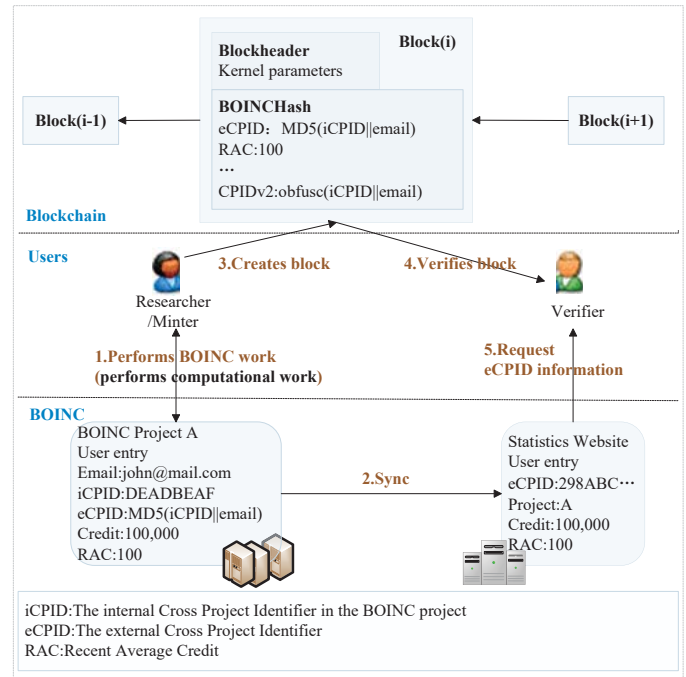 Block(i)
Blockheader
Kernel parameters
BOINCHash
eCPID：MD5(iCPID||email)
RAC:100
…
CPIDv2:obfusc(iCPID||email)
Block(i-1)
Block(i+1)
Blockchain
Users
3.Creates block
4.Verifies block
Researcher
/Minter
Verifier
1.Performs BOINC work
(performs computational work)
5.Request
eCPID information
BOINC
BOINC Project A
User entry
Email:john@mail.com
iCPID:DEADBEAF
eCPID:MD5(iCPID||email)
Credit:100,000
RAC:100
2.Sync
Statistics Website
User entry
eCPID:298ABC…
Project:A
Credit:100,000
RAC:100
iCPID:The internal Cross Project Identifier in the BOINC project
eCPID:The external Cross Project Identifier
RAC:Recent Average Credit